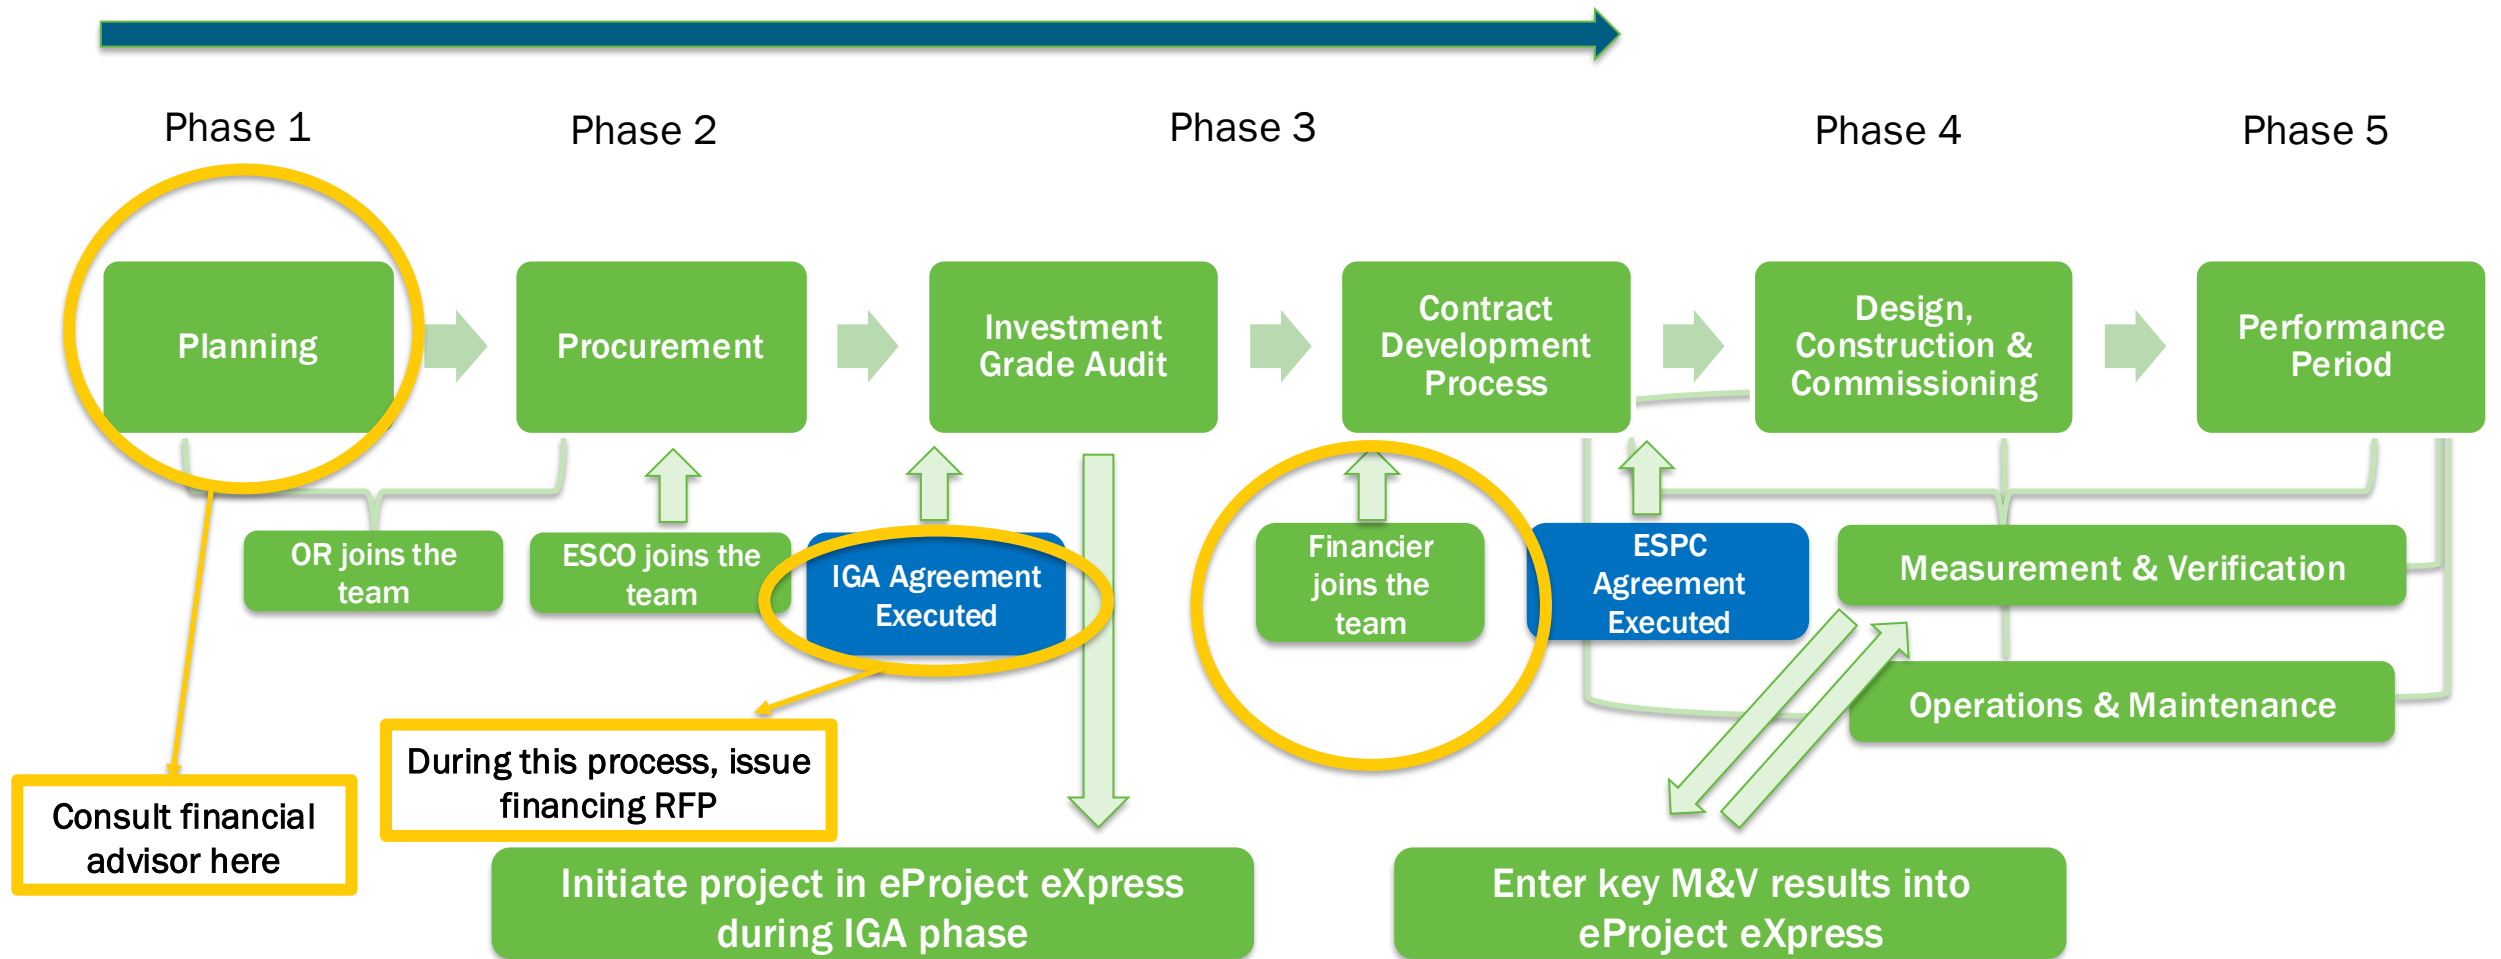 Phase 1
Phase 2
Phase 3
Phase 4
Phase 5
Planning
Procurement
Investment
Grade Audit
Contract
Development
Process
Design,
Construction &
Commissioning
Performance
Period
OR joins the
team
ESCO joins the
team
IGA Agreement
Executed
Financier
joins the
team
ESPC
Agreement
Executed
Measurement & Verification
Operations & Maintenance
Consult financial
advisor here
During this process, issue
financing RFP
Initiate project in eProject eXpress
during IGA phase
Enter key M&V results into
eProject eXpress